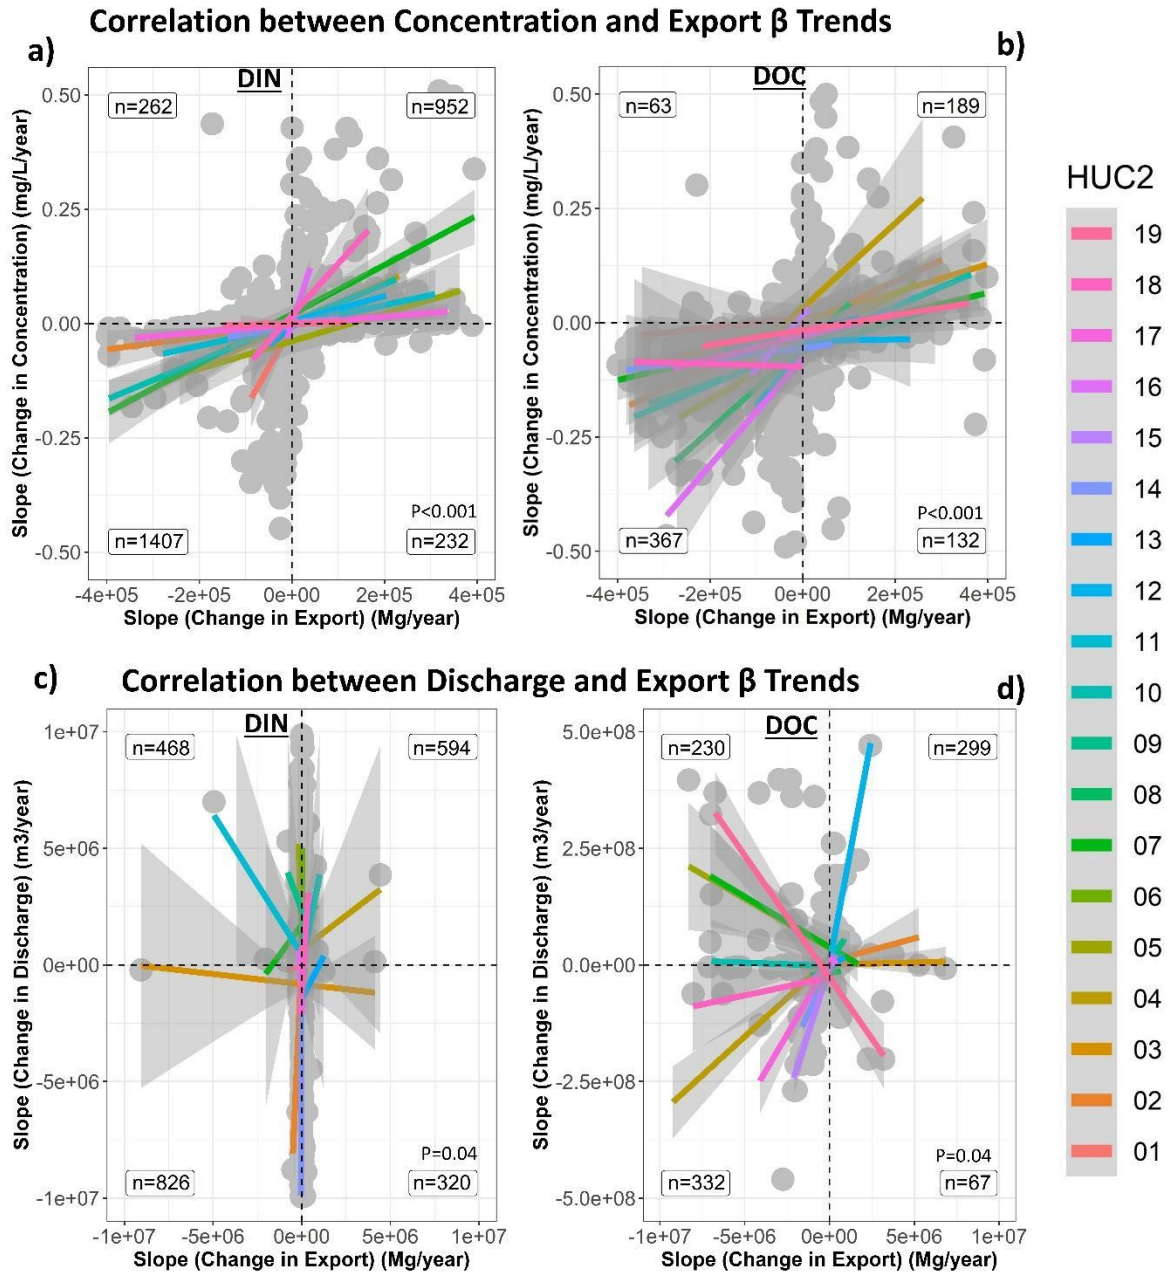 Correlation between Concentration and Export β Trends
a)
b)
DIN
DOC
n=262
n=952
n=63
n=189
0.50
0.25
0.00
-0.25
-0.50
0.50
0.25
0.00
-0.25
-0.50
Slope (Change in Concentration) (mg/L/year)
Slope (Change in Concentration) (mg/L/year)
P<0.001
P<0.001
n=1407
n=232
n=367
n=132
-4e+05
-2e+05
0e+00
2e+05
4e+05
-4e+05
-2e+05
0e+00
2e+05
4e+05
Slope (Change in Export) (Mg/year)
Slope (Change in Export) (Mg/year)
HUC2
19
18
17
16
15
14
13
12
11
10
09
08
07
06
05
04
03
02
01
c)
Correlation between Discharge and Export β Trends
d)
DIN
DOC
n=468
n=594
n=230
n=299
1e+07
5e+06
0e+00
-5e+06
-1e+07
5.0e+08
2.5e+08
0.0e+00
-2.5e+08
-5.0e+08
Slope (Change in Discharge) (m3/year)
Slope (Change in Discharge) (m3/year)
P=0.04
P=0.04
n=826
n=320
n=332
n=67
-1e+07
-5e+06
0e+00
5e+06
1e+07
-1e+07
-5e+06
0e+00
5e+06
1e+07
Slope (Change in Export) (Mg/year)
Slope (Change in Export) (Mg/year)